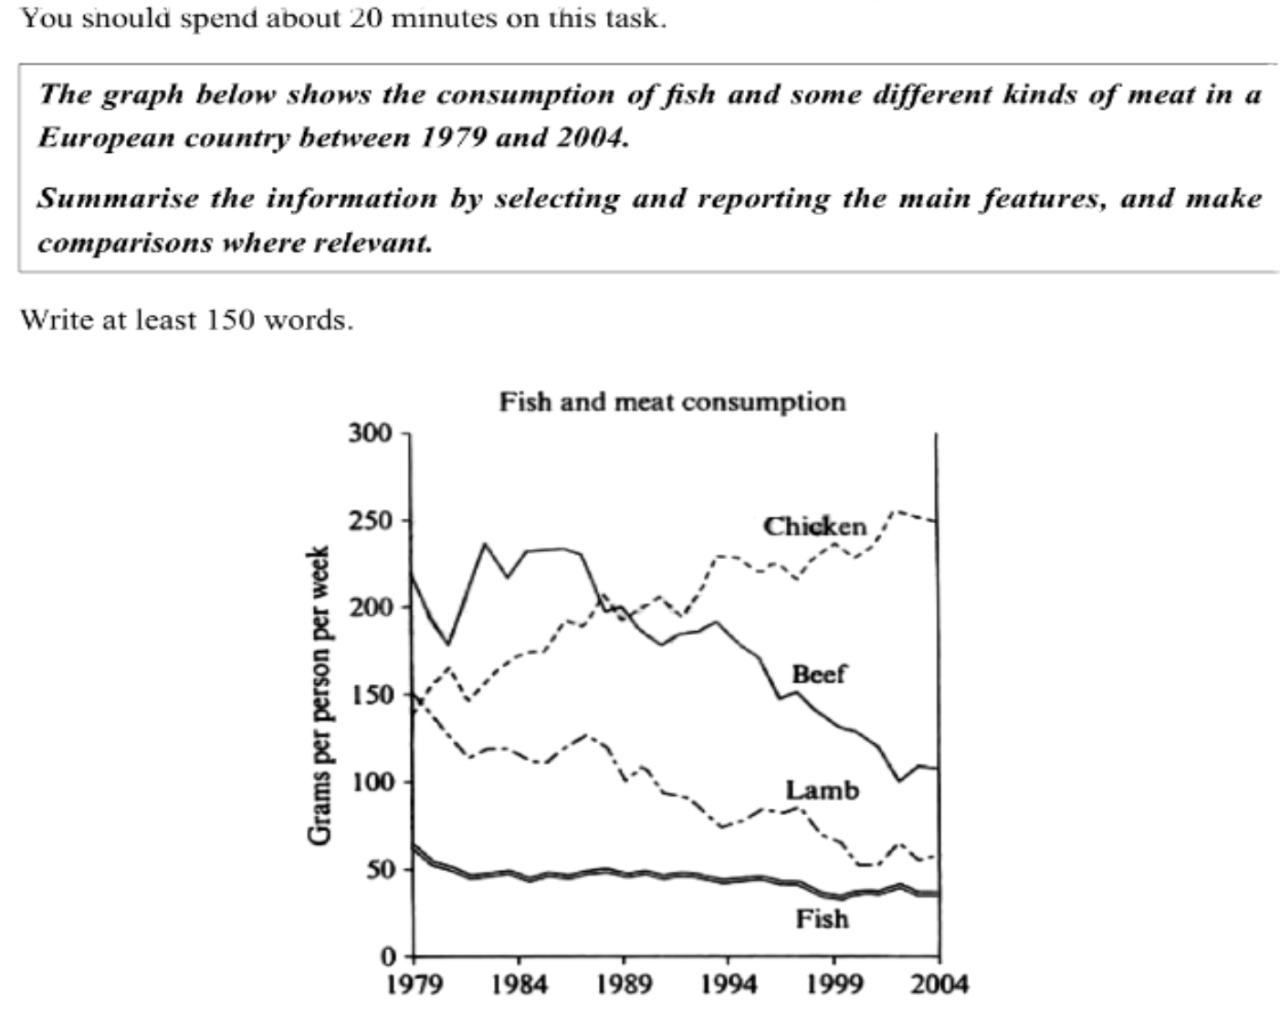 You should spend about 20 minutes on this task.
The graph below shows the consumption of fish and some different kinds of meat in a
European country between 1979 and 2004.
Summarise the information by selecting and reporting the main features, and make
comparisons where relevant.
Write at least 150 words.
Fish and meat consumption
Grams per person per week
300
250
200
150
100
50
0
Chicken
Beef
Lamb
Fish
1979 1984 1989 1994 1999 2004